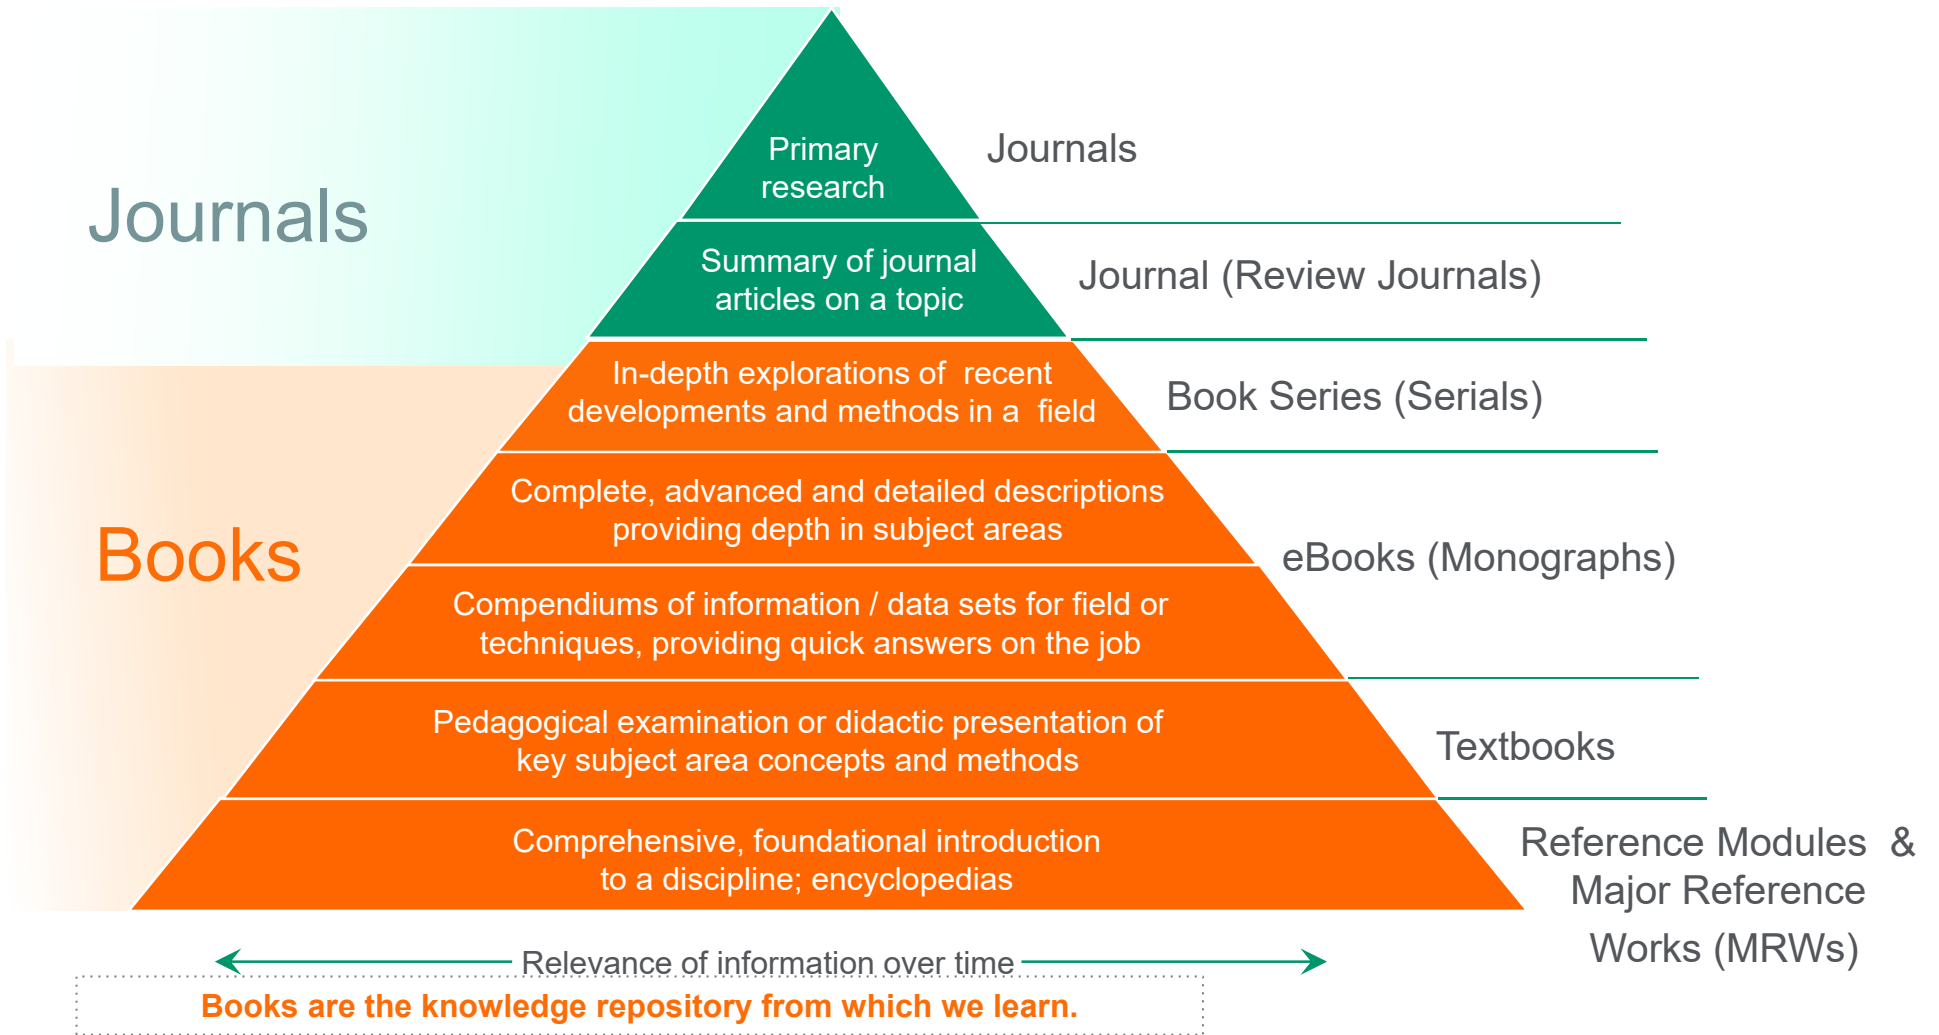 Journals
Primary
research
Journals
Summary of journal
articles on a topic
Journal (Review Journals)
In-depth explorations of  recent
developments and methods in a  field
Book Series (Serials)
Books
Complete, advanced and detailed descriptions
providing depth in subject areas
eBooks (Monographs)
Compendiums of information / data sets for field or
techniques, providing quick answers on the job
Pedagogical examination or didactic presentation of
key subject area concepts and methods
Textbooks
Comprehensive, foundational introduction
to a discipline; encyclopedias
Reference Modules  &
Major Reference
Works (MRWs)
Relevance of information over time
Books are the knowledge repository from which we learn.